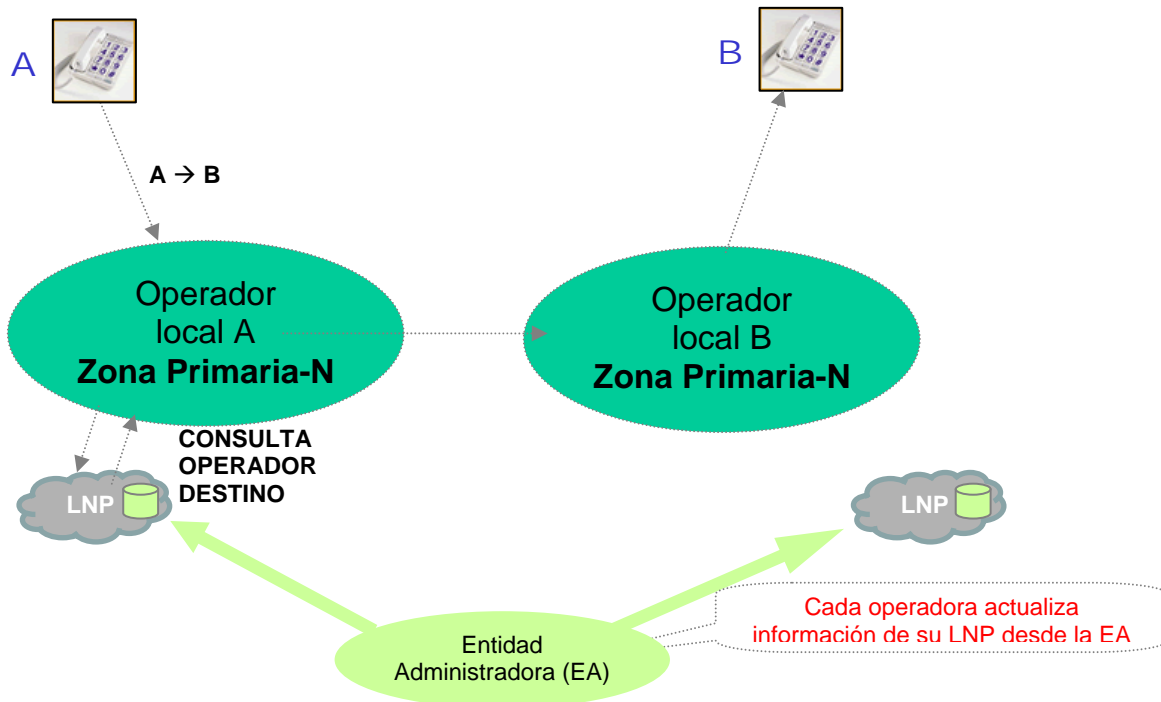 A
B
A → B
Operador
local A
Zona Primaria-N
Operador
local B
Zona Primaria-N
CONSULTA
OPERADOR
DESTINO
LNP
LNP
Cada operadora actualiza
información de su LNP desde la EA
Entidad
Administradora (EA)